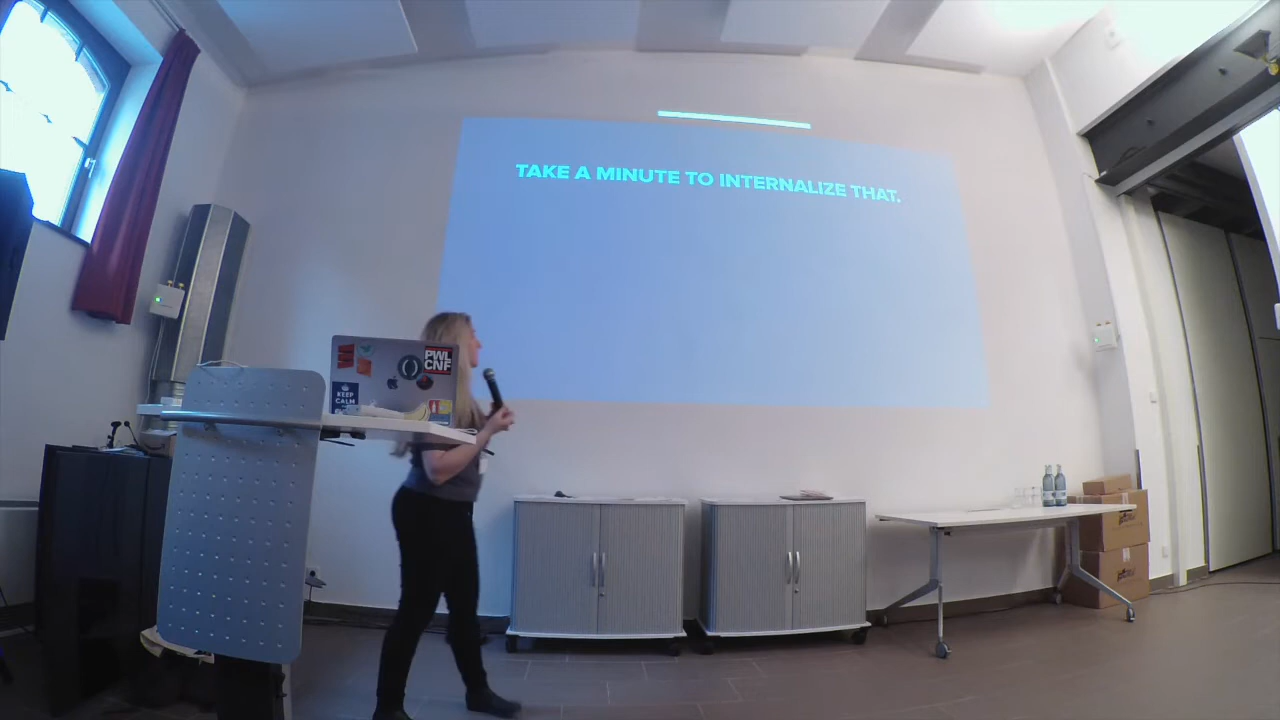 TAKE A MINUTE TO INTERNALIZE THAT.
PWL
CNF
KEEP
CALM